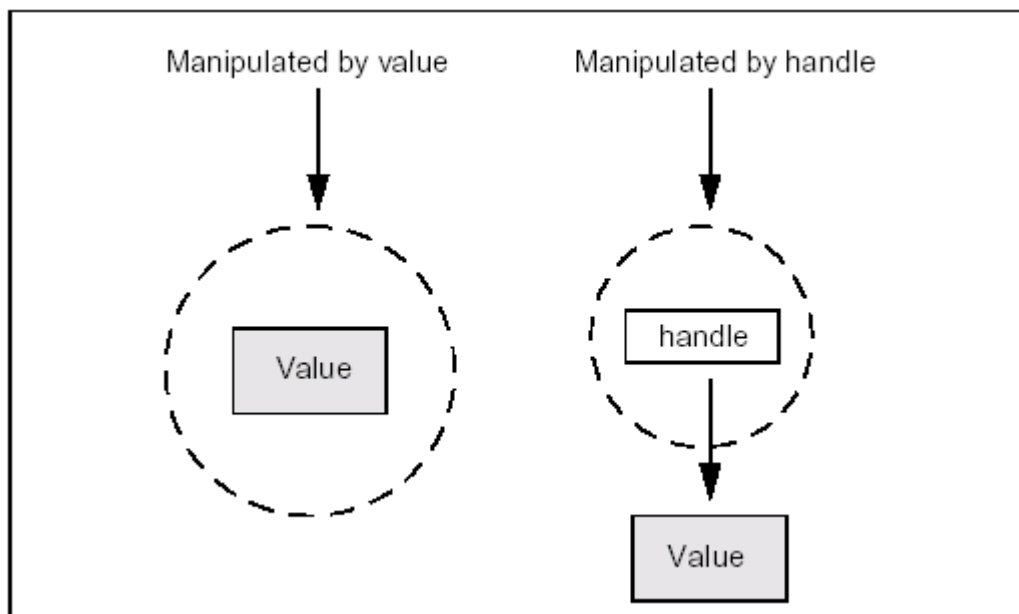 Manipulated by value
Manipulated by handle
Value
handle
Value